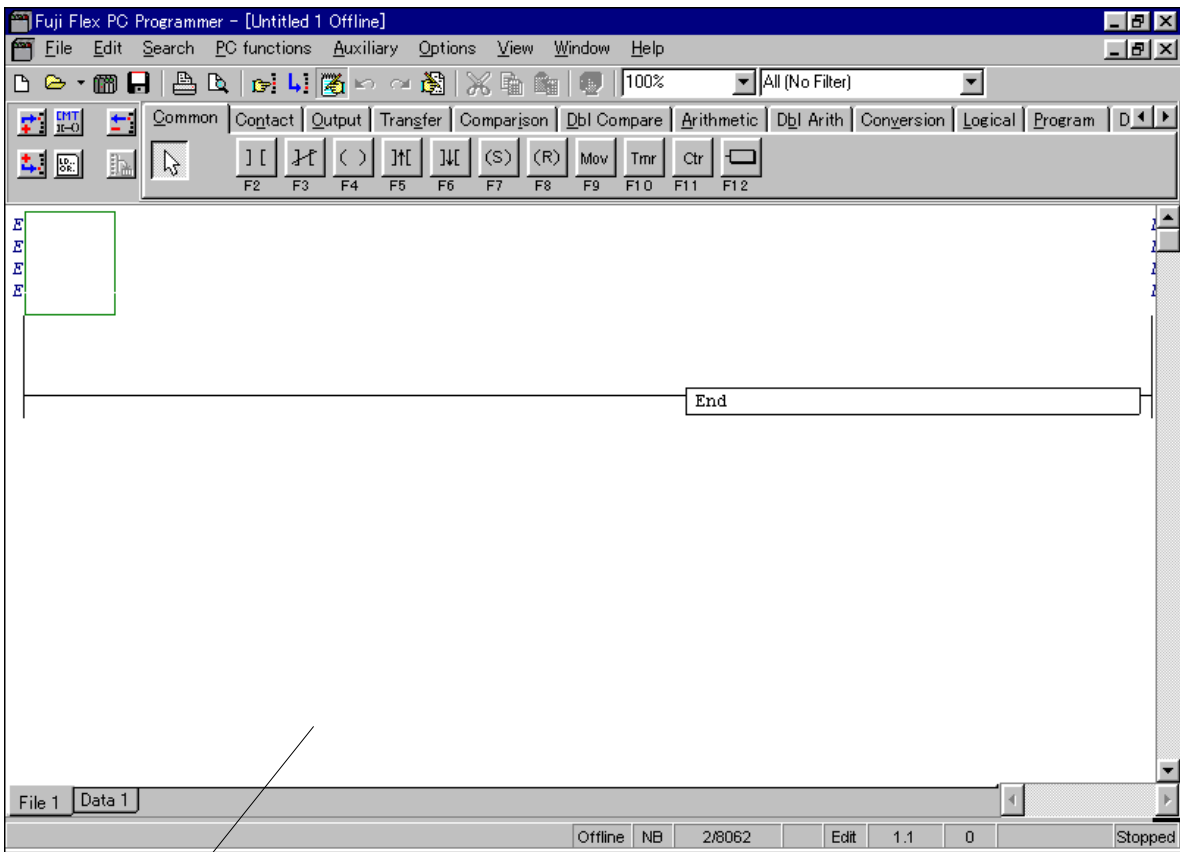 Fuji Flex PC Programmer - [Untitled 1 Offline]
File Edit Search PC functions Auxiliary Options View Window Help
100% All (No Filter)
CMT
Common Contact Output Transfer Comparison Dbl Compare Arithmetic Dbl Arith Conversion Logical Program D
LD. OR:
] [ ( ) ]↑[ ]↓[ (S) (R) Mov Tmr Ctr
F2 F3 F4 F5 F6 F7 F8 F9 F10 F11 F12
E
E
E
E
End
File 1 Data 1
Offline NB 2/8062 Edit 1.1 0 Stopped